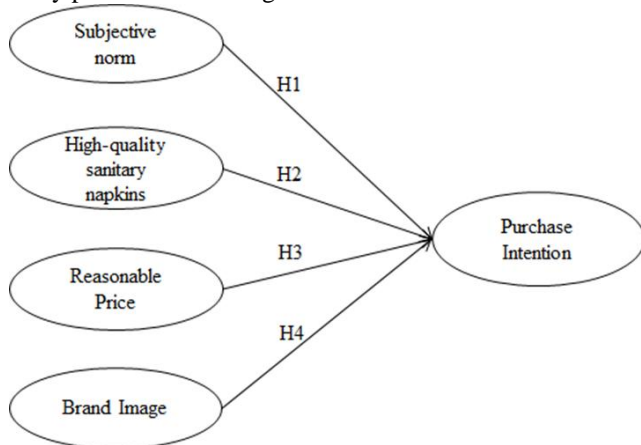 Subjective
norm
H1
High-quality
sanitary
napkins
H2
Purchase
Intention
H3
Reasonable
Price
H4
Brand Image